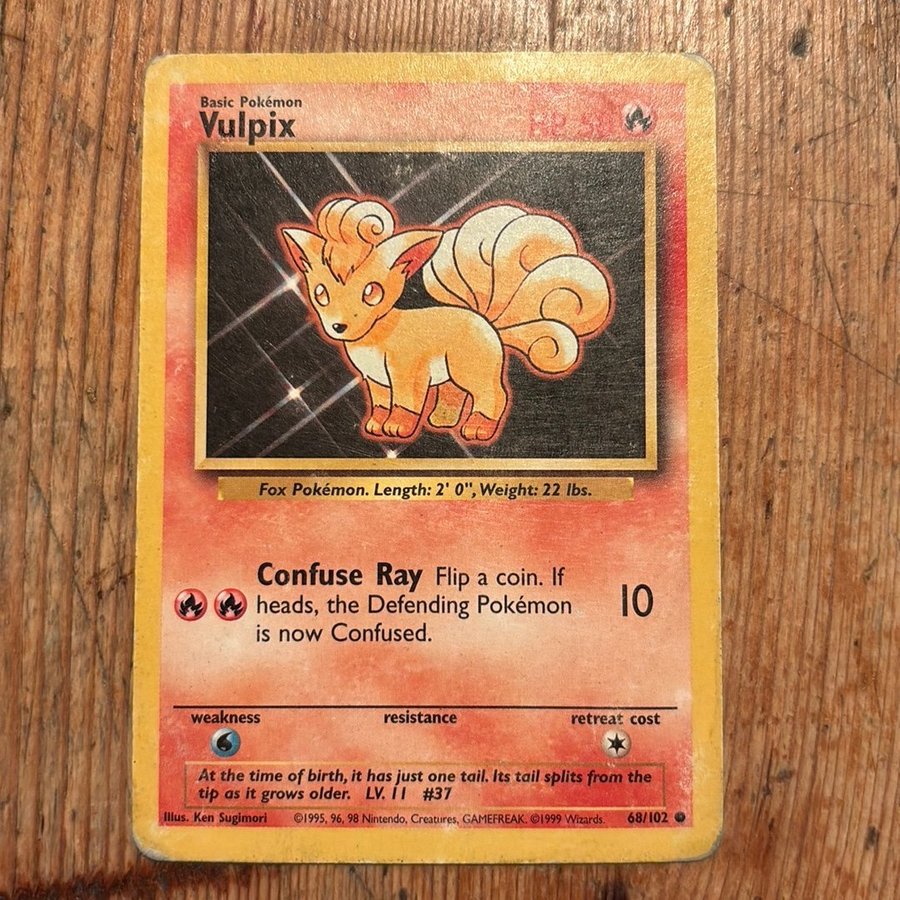 Basic Pokémon
Vulpix HP 50
Fox Pokémon. Length: 2' 0", Weight: 22 lbs.
Confuse Ray Flip a coin. If
heads, the Defending Pokémon
is now Confused.
10
weakness resistance retreat cost
At the time of birth, it has just one tail. Its tail splits from the
tip as it grows older. LV. 11 #37
Illus. Ken Sugimori ©1995, 96, 98 Nintendo, Creatures, GAMEFREAK. ©1999 Wizards. 68/102